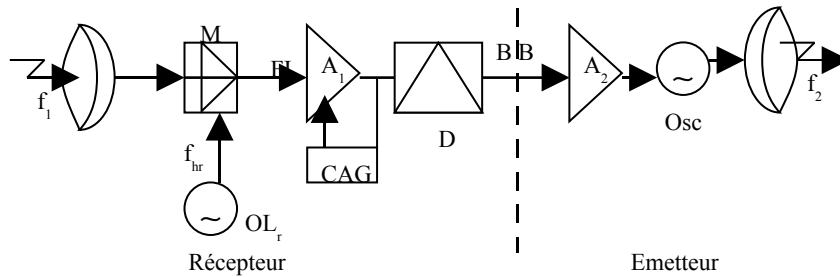 M
FI
A1
B B
A2
f1
f2
D
Osc
fhr
CAG
OLr
Récepteur
Emetteur